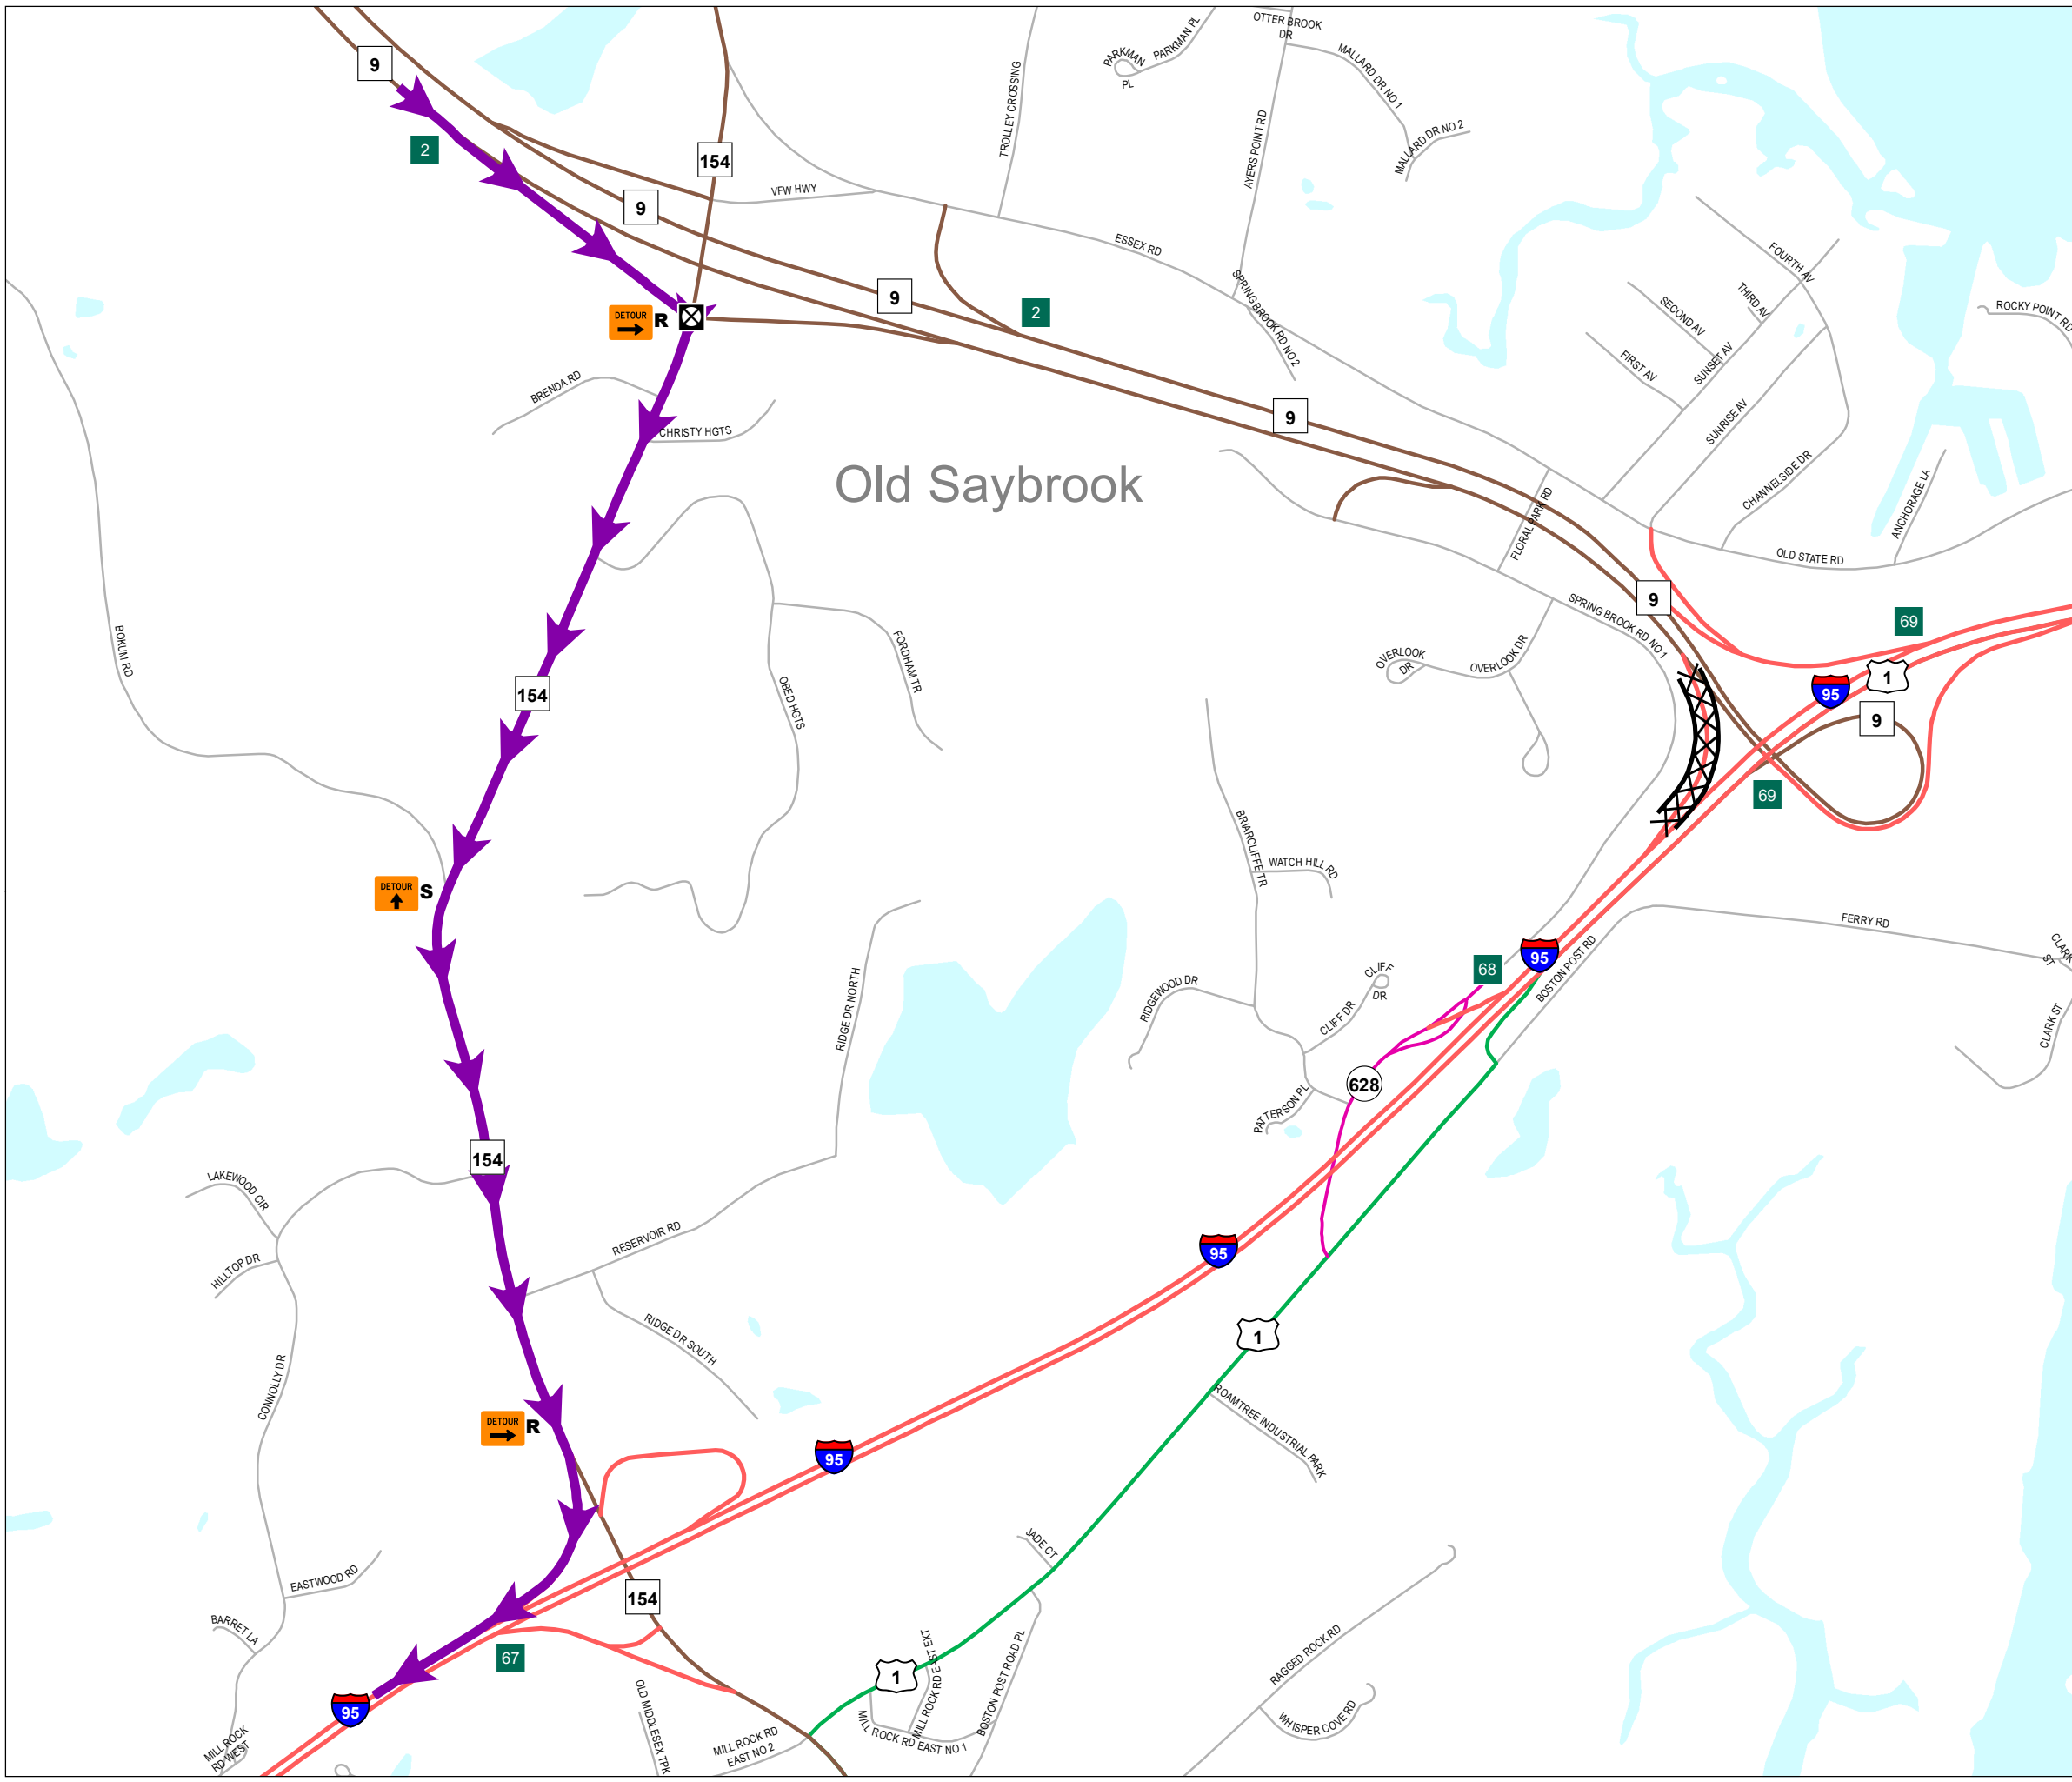 OTTER BROOK
DR
PARKMAN PL
PARKMAN
PL
MALLARD DR NO 1
9
TROLLEY CROSSING
AYERS POINT RD
MALLARD DR NO 2
2
154
VFW HWY
9
ESSEX RD
FOURTH AV
9
2
SPRING BROOK RD NO 2
THIRD AV
SECOND AV
ROCKY POINT RD
DETOUR
R
FIRST AV
SUNSET AV
BRENDA RD
9
SUNRISE AV
CHRISTY HGTS
Old Saybrook
CHANNELSIDE DR
ANCHORAGE LA
FLORAL PARK RD
OLD STATE RD
9
SPRING BROOK RD NO 1
69
BOKUM RD
FORDHAM TR
OVERLOOK
DR
OVERLOOK DR
1
95
154
OBED HGTS
9
69
BRIARCLIFFE TR
WATCH HILL RD
DETOUR
S
FERRY RD
CLARK
ST
95
68
BOSTON POST RD
CLIFF
DR
RIDGEWOOD DR
RIDGE DR NORTH
CLIFF DR
CLARK ST
628
PATTERSON PL
154
LAKEWOOD CIR
RESERVOIR RD
95
HILLTOP DR
RIDGE DR SOUTH
1
CONNOLLY DR
ROAMTREE INDUSTRIAL PARK
DETOUR
R
95
JADE CT
EASTWOOD RD
154
BARRET LA
67
RAGGED ROCK RD
MILL ROCK RD EAST EXT
BOSTON POST ROAD PL
1
95
OLD MIDDLESEX TPK
WHISPER COVE RD
MILL ROCK
RD WEST
MILL ROCK RD
EAST NO 2
MILL ROCK RD EAST NO 1